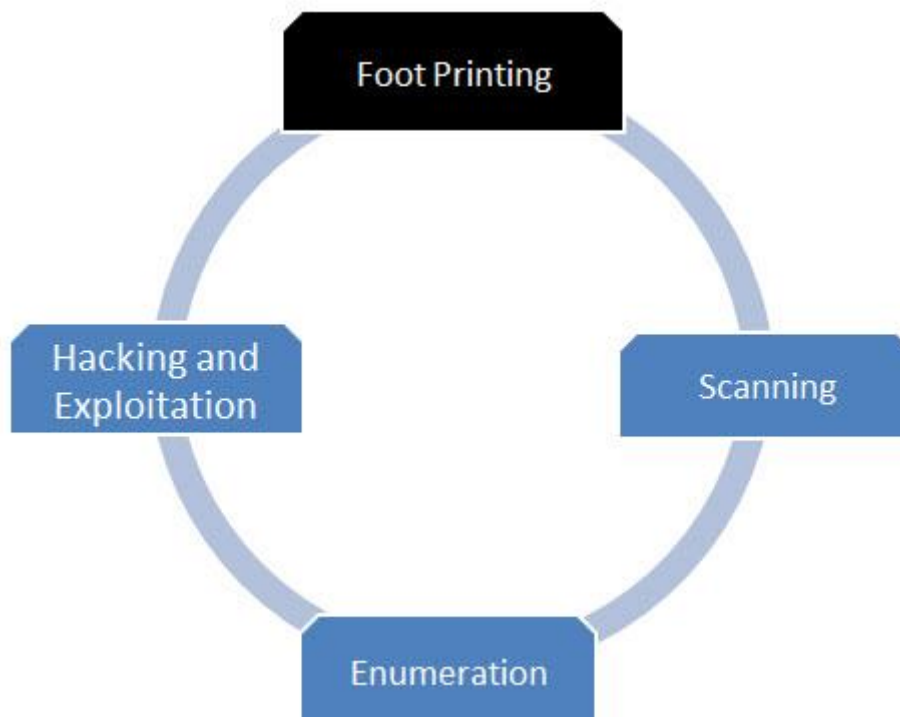 Foot Printing
Scanning
Enumeration
Hacking and
Exploitation